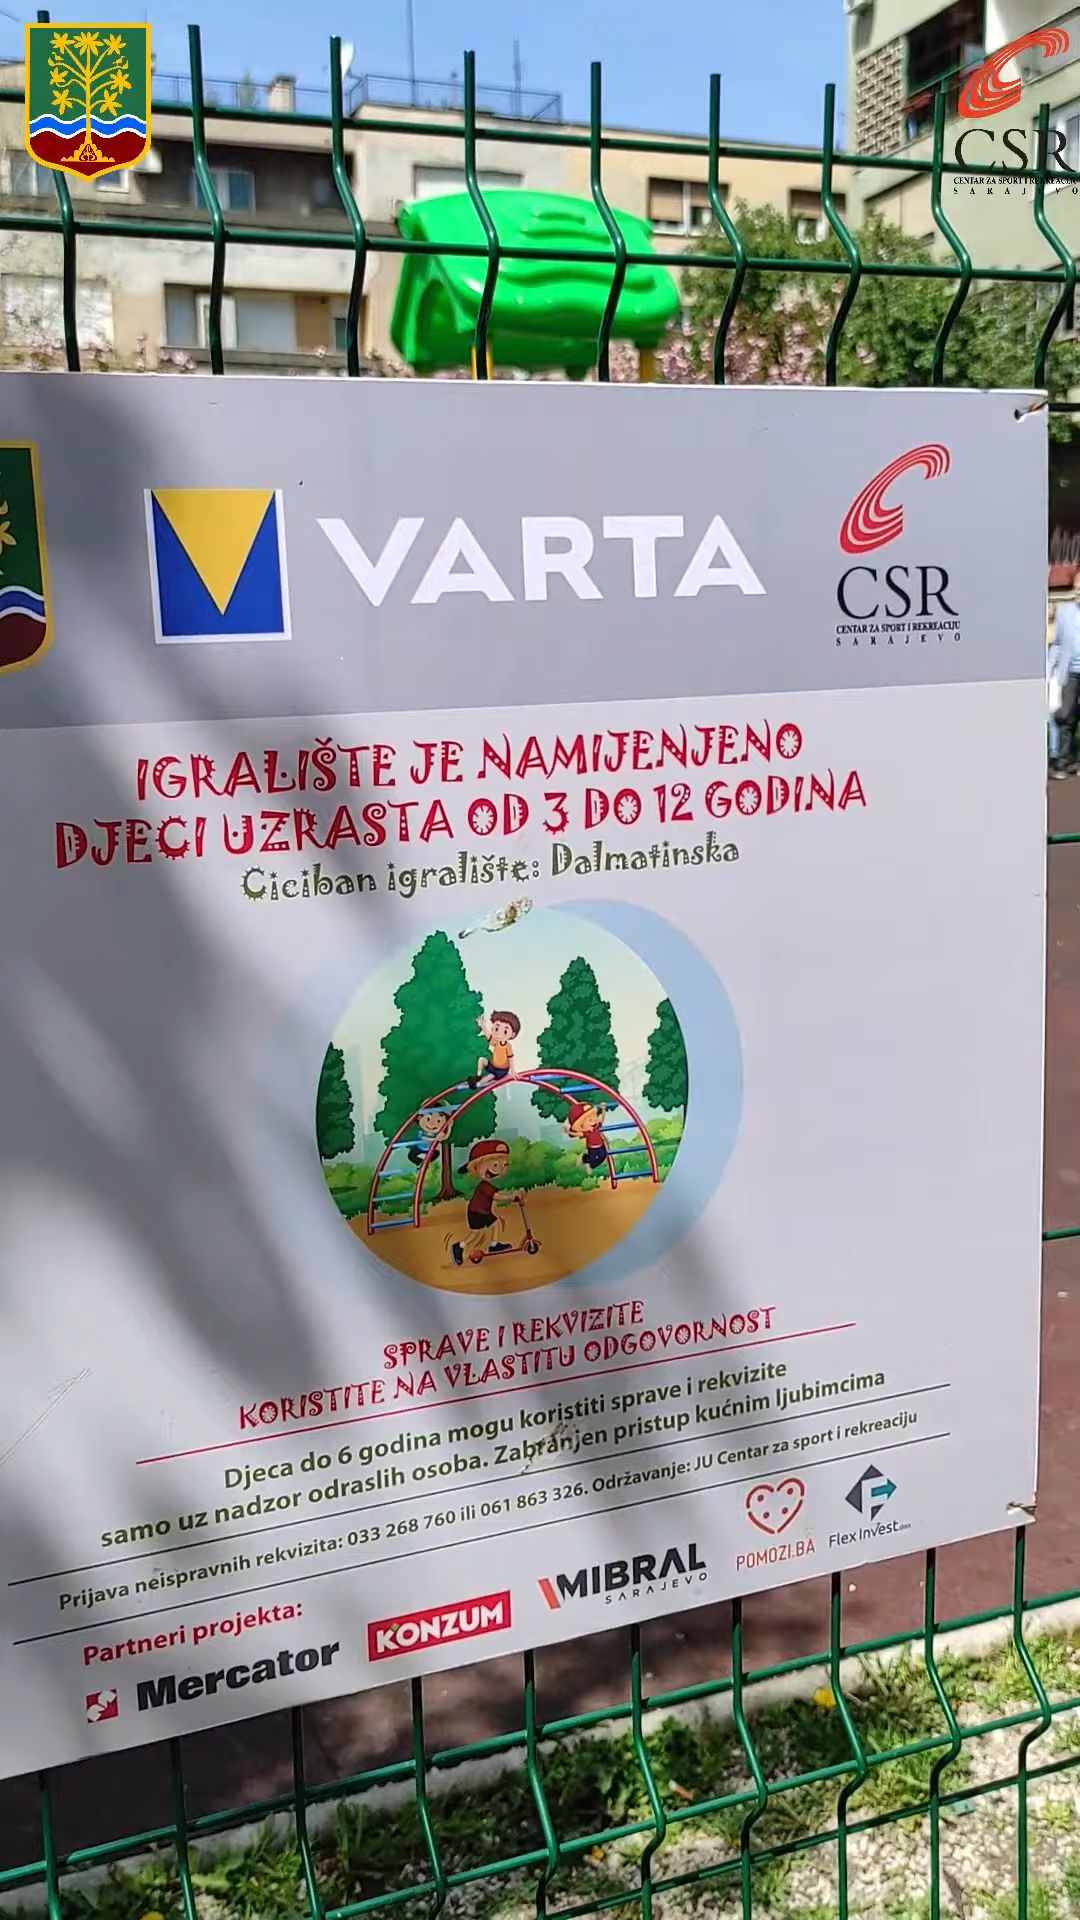 CSR
CENTAR ZA SPORT I REKREACIJU
SARAJEVO
VARTA
CSR
CENTAR ZA SPORT I REKREACIJU
SARAJEVO
IGRALIŠTE JE NAMIJENJENO
DJECI UZRASTA OD 3 DO 12 GODINA
Ciciban igralište: Dalmatinska
SPRAVE I REKVIZITE
KORISTITE NA VLASTITU ODGOVORNOST
Djeca do 6 godina mogu koristiti sprave i rekvizite
samo uz nadzor odraslih osoba. Zabranjen pristup kućnim ljubimcima
Prijava neispravnih rekvizita: 033 268 760 ili 061 863 326. Održavanje: JU Centar za sport i rekreaciju
Partneri projekta:
Mercator
KONZUM
MIBRAL
SARAJEVO
POMOZI.BA
FlexInvest